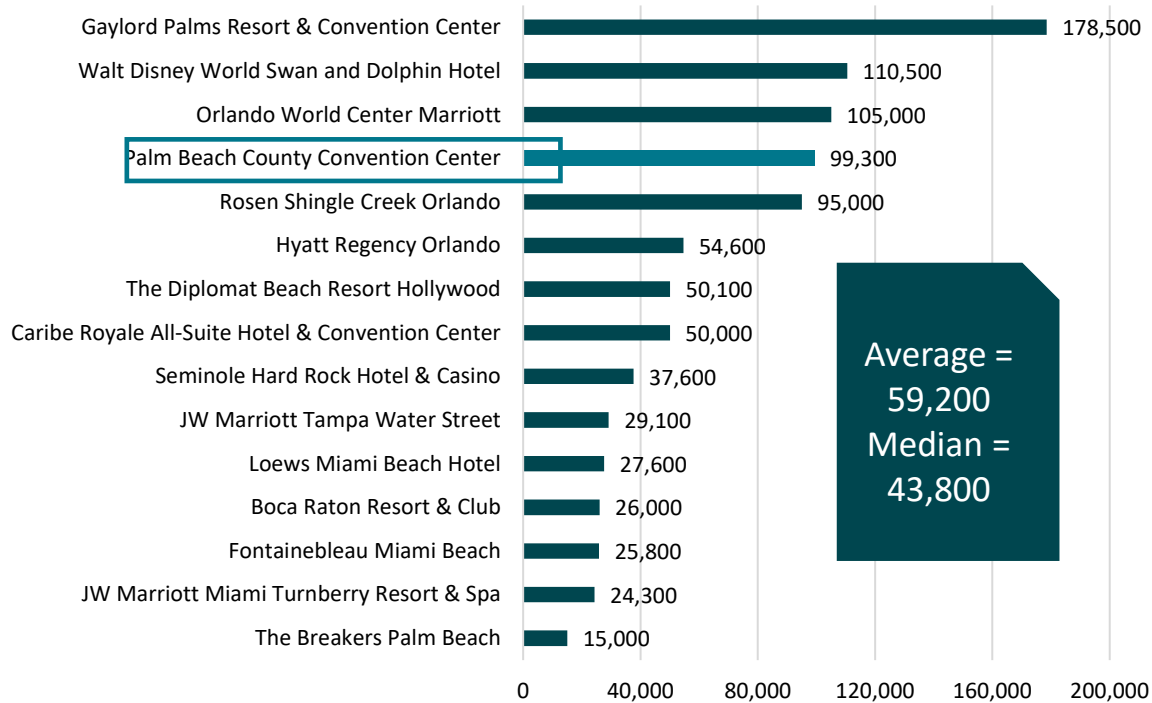 Gaylord Palms Resort & Convention Center 178,500
Walt Disney World Swan and Dolphin Hotel 110,500
Orlando World Center Marriott 105,000
Palm Beach County Convention Center 99,300
Rosen Shingle Creek Orlando 95,000
Hyatt Regency Orlando 54,600
The Diplomat Beach Resort Hollywood 50,100
Caribe Royale All-Suite Hotel & Convention Center 50,000
Seminole Hard Rock Hotel & Casino 37,600
JW Marriott Tampa Water Street 29,100
Loews Miami Beach Hotel 27,600
Boca Raton Resort & Club 26,000
Fontainebleau Miami Beach 25,800
JW Marriott Miami Turnberry Resort & Spa 24,300
The Breakers Palm Beach 15,000
Average =
59,200
Median =
43,800
0 40,000 80,000 120,000 160,000 200,000